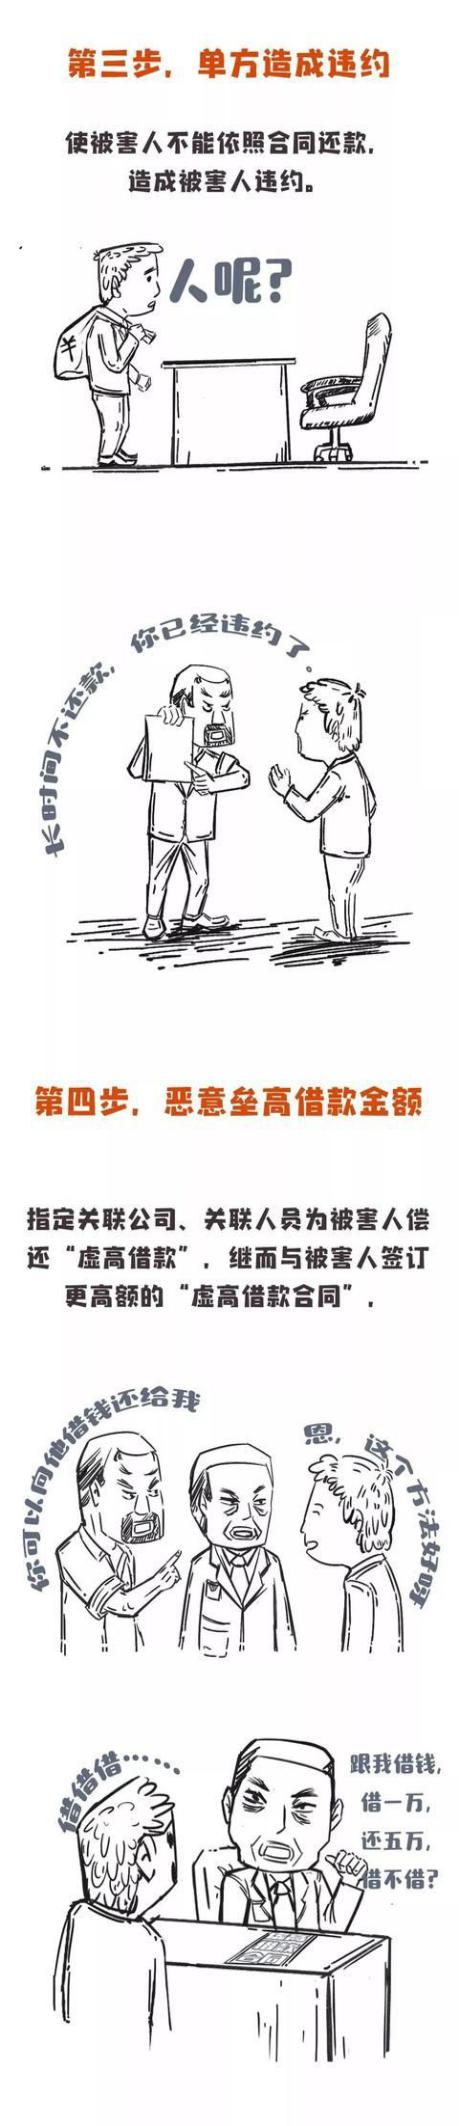 第三步，单方造成违约
使被害人不能依照合同还款，
造成被害人违约。
人呢?
¥
长时间不还款，你已经违约了。
第四步，恶意垒高借款金额
指定关联公司、关联人员为被害人偿
还“虚高借款”，继而与被害人签订
更高额的“虚高借款合同”，
你可以向他借钱还给我
恩，这个方法好呀
借借借……
跟我借钱，
借一万，
还五万，
借不借?